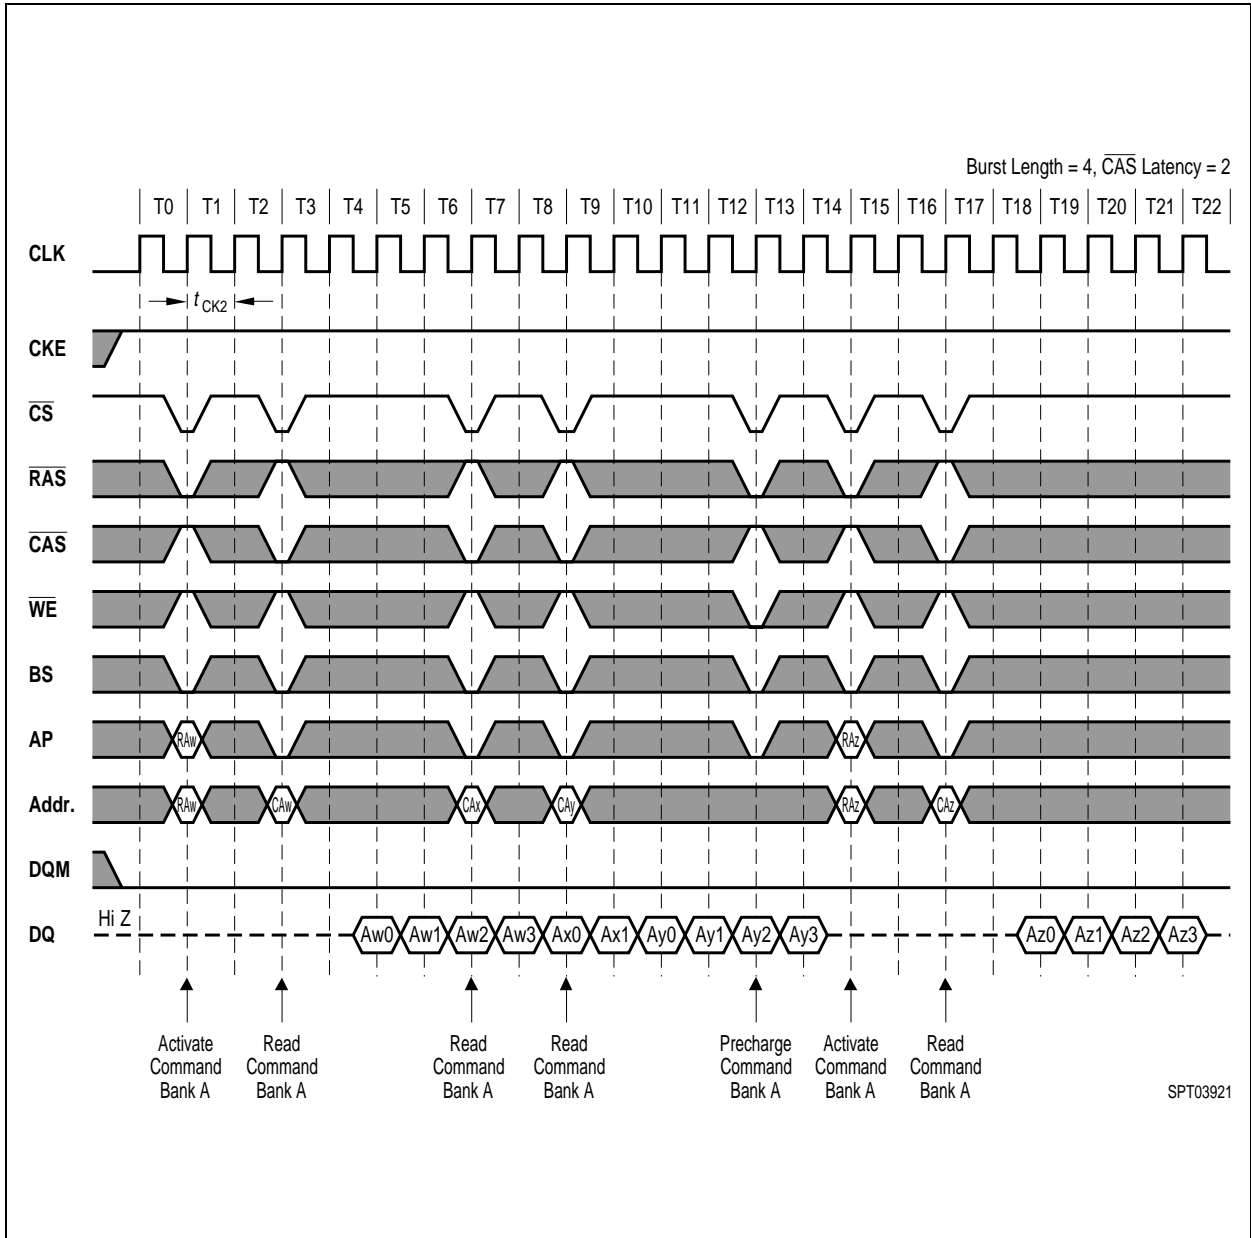 Burst Length = 4, CAS Latency = 2
T0 T1 T2 T3 T4 T5 T6 T7 T8 T9 T10 T11 T12 T13 T14 T15 T16 T17 T18 T19 T20 T21 T22
CLK
t CK2
CKE
CS
RAS
CAS
WE
BS
AP RAw RAz
Addr. RAw CAw CAx CAy RAz CAz
DQM
Hi Z
DQ Aw0 Aw1 Aw2 Aw3 Ax0 Ax1 Ay0 Ay1 Ay2 Ay3 Az0 Az1 Az2 Az3
Activate Command Bank A
Read Command Bank A
Read Command Bank A
Read Command Bank A
Precharge Command Bank A
Activate Command Bank A
Read Command Bank A
SPT03921